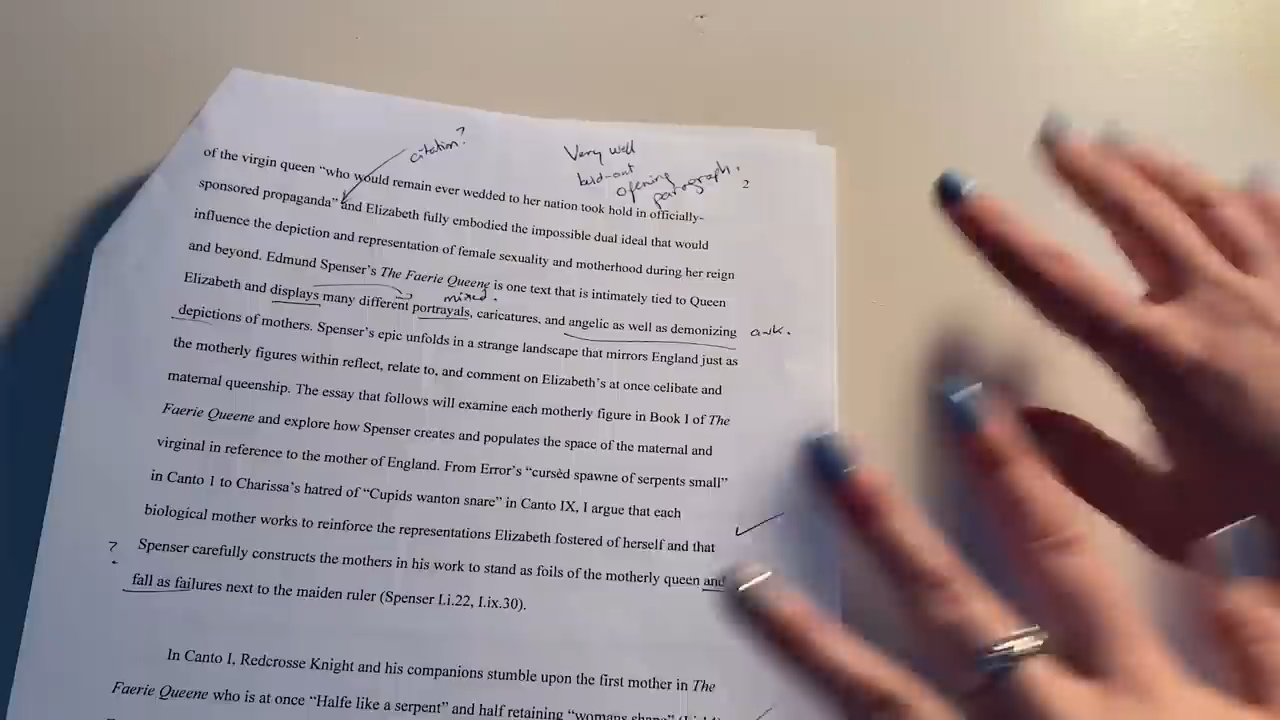 citation?
Very well
laid-out
opening
paragraph.
2
of the virgin queen “who would remain ever wedded to her nation took hold in officially-
sponsored propaganda” and Elizabeth fully embodied the impossible dual ideal that would
influence the depiction and representation of female sexuality and motherhood during her reign
and beyond. Edmund Spenser’s The Faerie Queene is one text that is intimately tied to Queen
mixed.
Elizabeth and displays many different portrayals, caricatures, and angelic as well as demonizing awk.
depictions of mothers. Spenser’s epic unfolds in a strange landscape that mirrors England just as
the motherly figures within reflect, relate to, and comment on Elizabeth’s at once celibate and
maternal queenship. The essay that follows will examine each motherly figure in Book I of The
Faerie Queene and explore how Spenser creates and populates the space of the maternal and
virginal in reference to the mother of England. From Error’s “cursèd spawne of serpents small”
in Canto 1 to Charissa’s hatred of “Cupids wanton snare” in Canto IX, I argue that each
biological mother works to reinforce the representations Elizabeth fostered of herself and that
? Spenser carefully constructs the mothers in his work to stand as foils of the motherly queen and
fall as failures next to the maiden ruler (Spenser I.i.22, I.ix.30).
In Canto I, Redcrosse Knight and his companions stumble upon the first mother in The
Faerie Queene who is at once “Halfe like a serpent” and half retaining “womans shape”